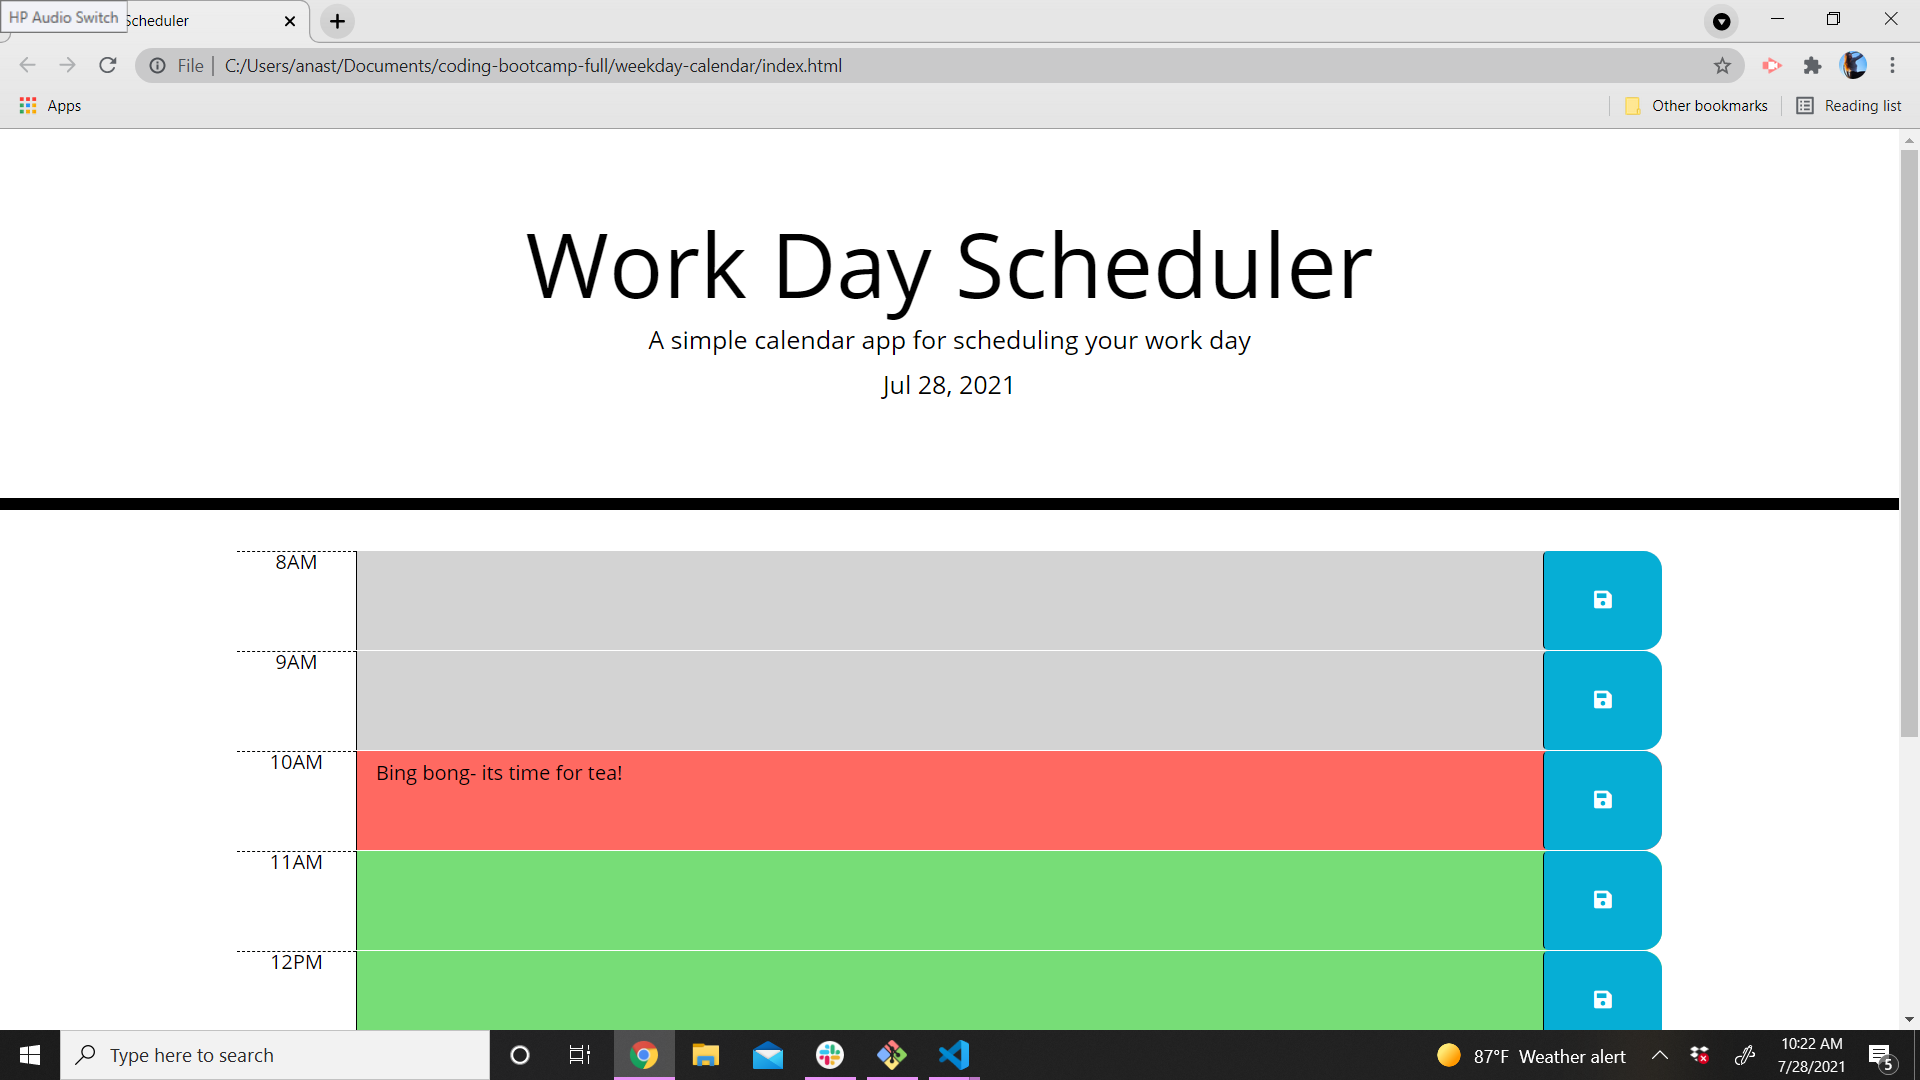 HP Audio Switch
Scheduler
File
C:/Users/anast/Documents/coding-bootcamp-full/weekday-calendar/index.html
Apps
Other bookmarks
Reading list
Work Day Scheduler
A simple calendar app for scheduling your work day
Jul 28, 2021
8AM
9AM
10AM
Bing bong- its time for tea!
11AM
12PM
Type here to search
87°F Weather alert
10:22 AM
7/28/2021
5